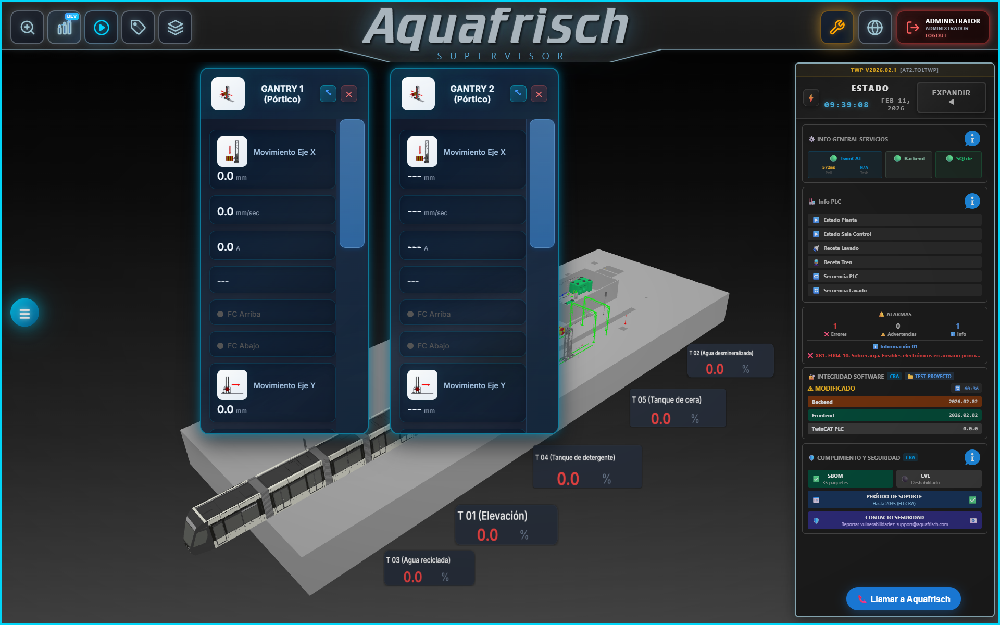 DEV
Aquafrisch
SUPERVISOR
ADMINISTRATOR
ADMINISTRADOR
LOGOUT
GANTRY 1
(Pórtico)
Movimiento Eje X
0.0 mm
0.0 mm/sec
0.0 A
---
FC Arriba
FC Abajo
Movimiento Eje Y
0.0 mm
GANTRY 2
(Pórtico)
Movimiento Eje X
--- mm
--- mm/sec
--- A
---
FC Arriba
FC Abajo
Movimiento Eje Y
--- mm
T 02 (Agua desmineralizada)
0.0 %
T 05 (Tanque de cera)
0.0 %
T 04 (Tanque de detergente)
0.0 %
T 01 (Elevación)
0.0 %
T 03 (Agua reciclada)
0.0 %
TWP V2026.02.1 [A72.TOLTWP]
ESTADO
09:39:08
FEB 11,
2026
EXPANDIR
INFO GENERAL SERVICIOS
TwinCAT
572ms
Poll
N/A
Task
Backend
SQLite
Info PLC
Estado Planta
Estado Sala Control
Receta Lavado
Receta Tren
Secuencia PLC
Secuencia Lavado
ALARMAS
1
Errores
0
Advertencias
1
Info
Información 01
XB1. FU04-10. Sobrecarga. Fusibles electrónicos en armario princi...
INTEGRIDAD SOFTWARE CRA TEST-PROYECTO
MODIFICADO 60:36
Backend 2026.02.02
Frontend 2026.02.02
TwinCAT PLC 0.0.0
CUMPLIMIENTO Y SEGURIDAD CRA
SBOM
35 paquetes
CVE
Deshabilitado
PERÍODO DE SOPORTE
Hasta 2035 (EU CRA)
CONTACTO SEGURIDAD
Reportar vulnerabilidades: support@aquafrisch.com
Llamar a Aquafrisch